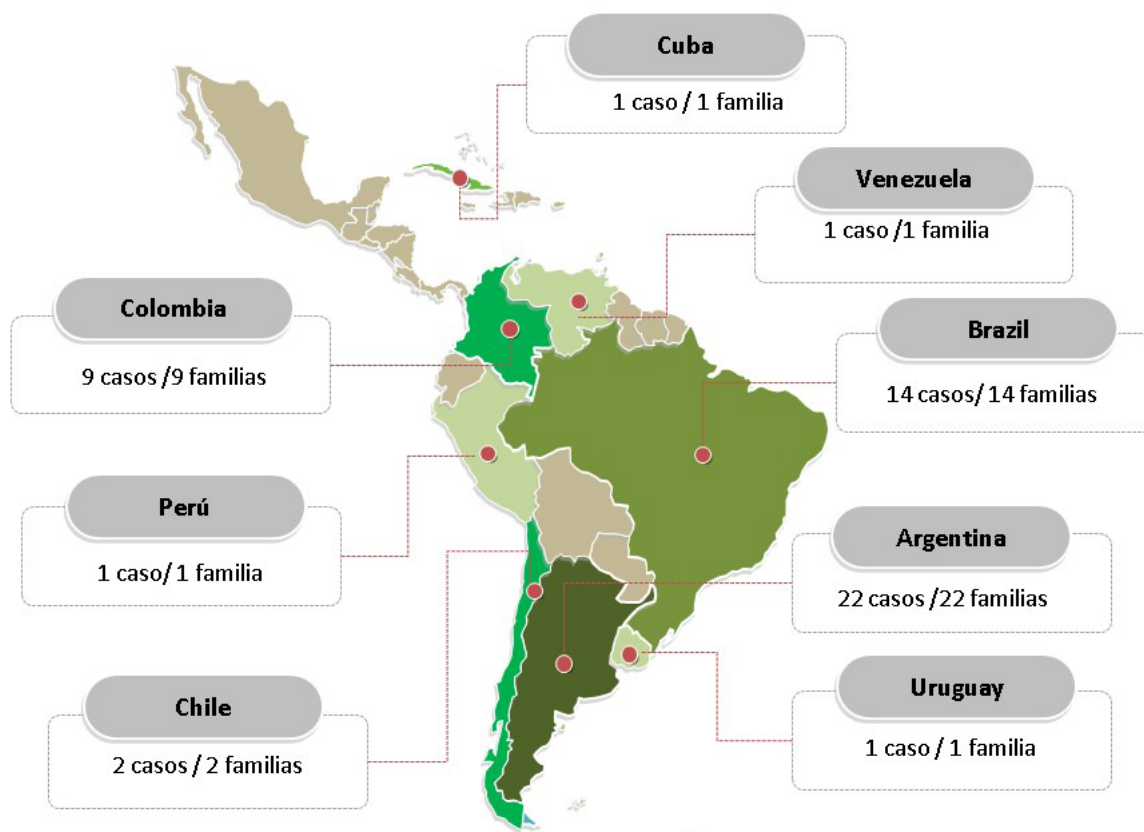 Cuba
1 caso / 1 familia
Venezuela
1 caso /1 familia
Colombia
9 casos /9 familias
Brazil
14 casos/ 14 familias
Perú
1 caso/ 1 familia
Argentina
22 casos /22 familias
Chile
2 casos / 2 familias
Uruguay
1 caso / 1 familia